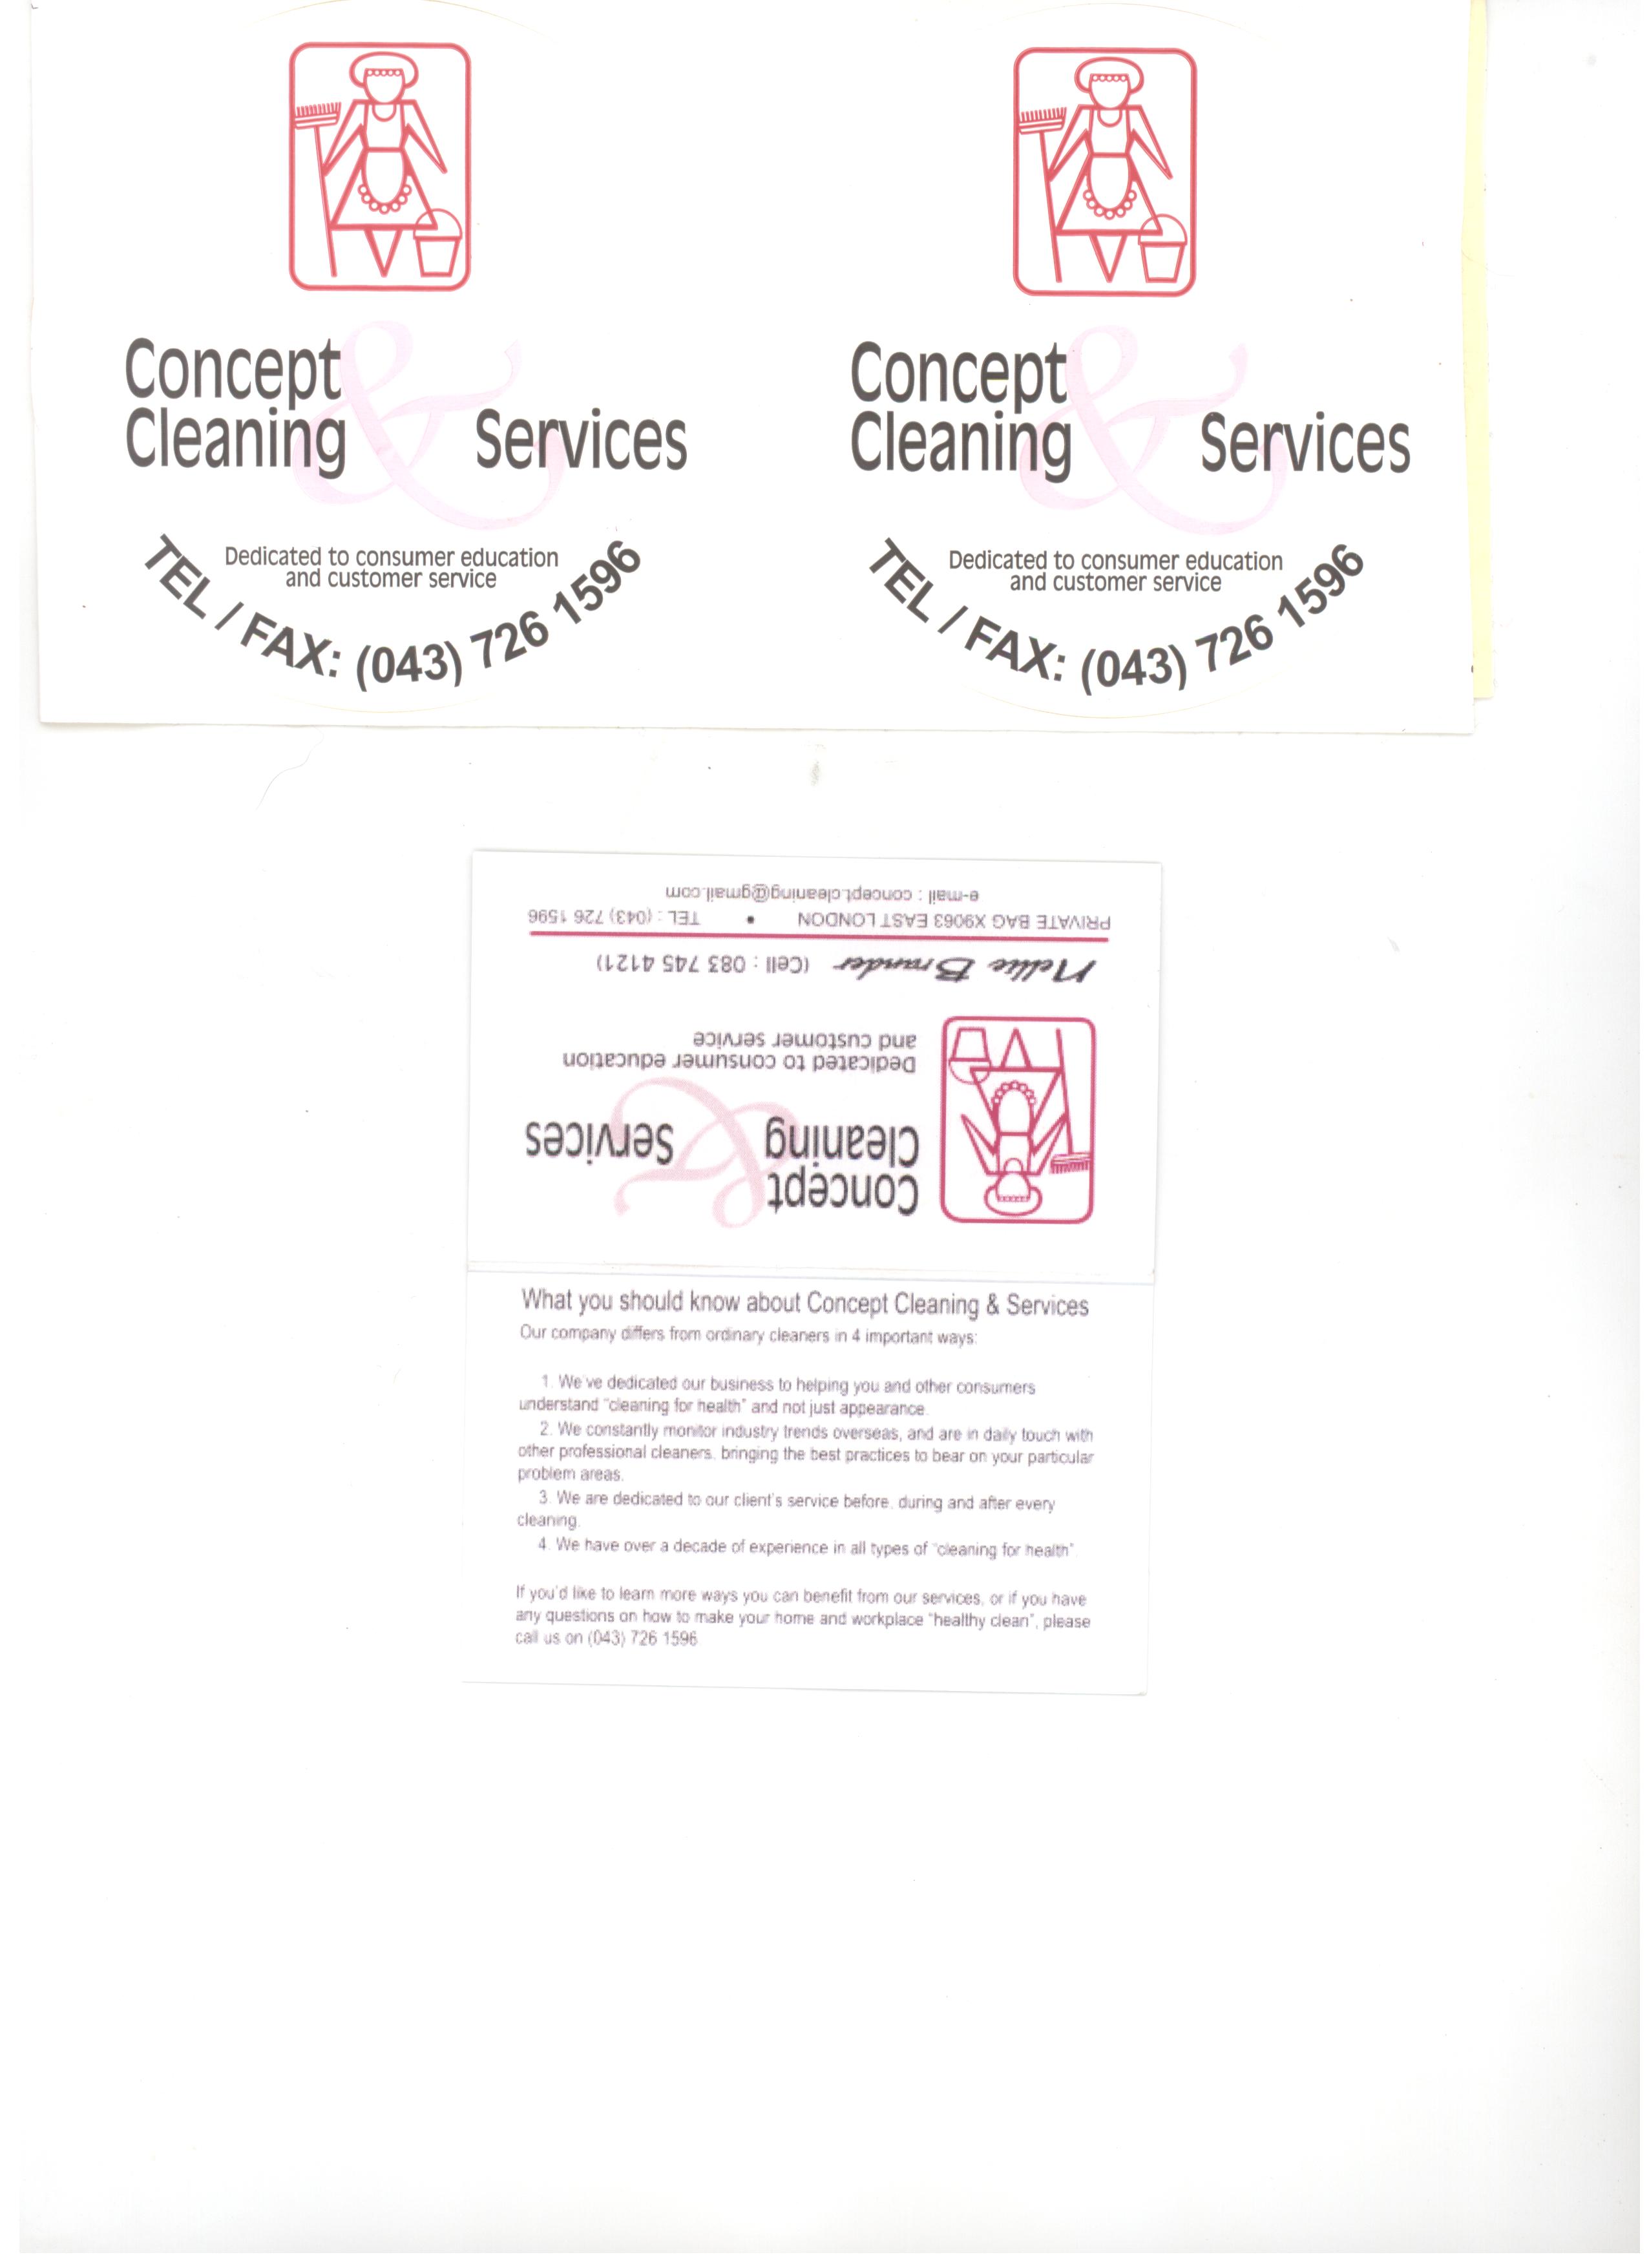 Concept
Cleaning & Services
Dedicated to consumer education
and customer service
TEL / FAX: (043) 726 1596
Concept
Cleaning & Services
Dedicated to consumer education
and customer service
TEL / FAX: (043) 726 1596
Concept
Cleaning & Services
Dedicated to consumer education
and customer service
Nellie Brander (Cell : 083 745 4121)
PRIVATE BAG X9063 EAST LONDON • TEL : (043) 726 1596
e-mail : concept.cleaning@gmail.com
What you should know about Concept Cleaning & Services
Our company differs from ordinary cleaners in 4 important ways:
1. We've dedicated our business to helping you and other consumers
understand "cleaning for health" and not just appearance.
2. We constantly monitor industry trends overseas, and are in daily touch with
other professional cleaners, bringing the best practices to bear on your particular
problem areas.
3. We are dedicated to our client's service before, during and after every
cleaning.
4. We have over a decade of experience in all types of "cleaning for health"
If you'd like to learn more ways you can benefit from our services, or if you have
any questions on how to make your home and workplace "healthy clean", please
call us on (043) 726 1596